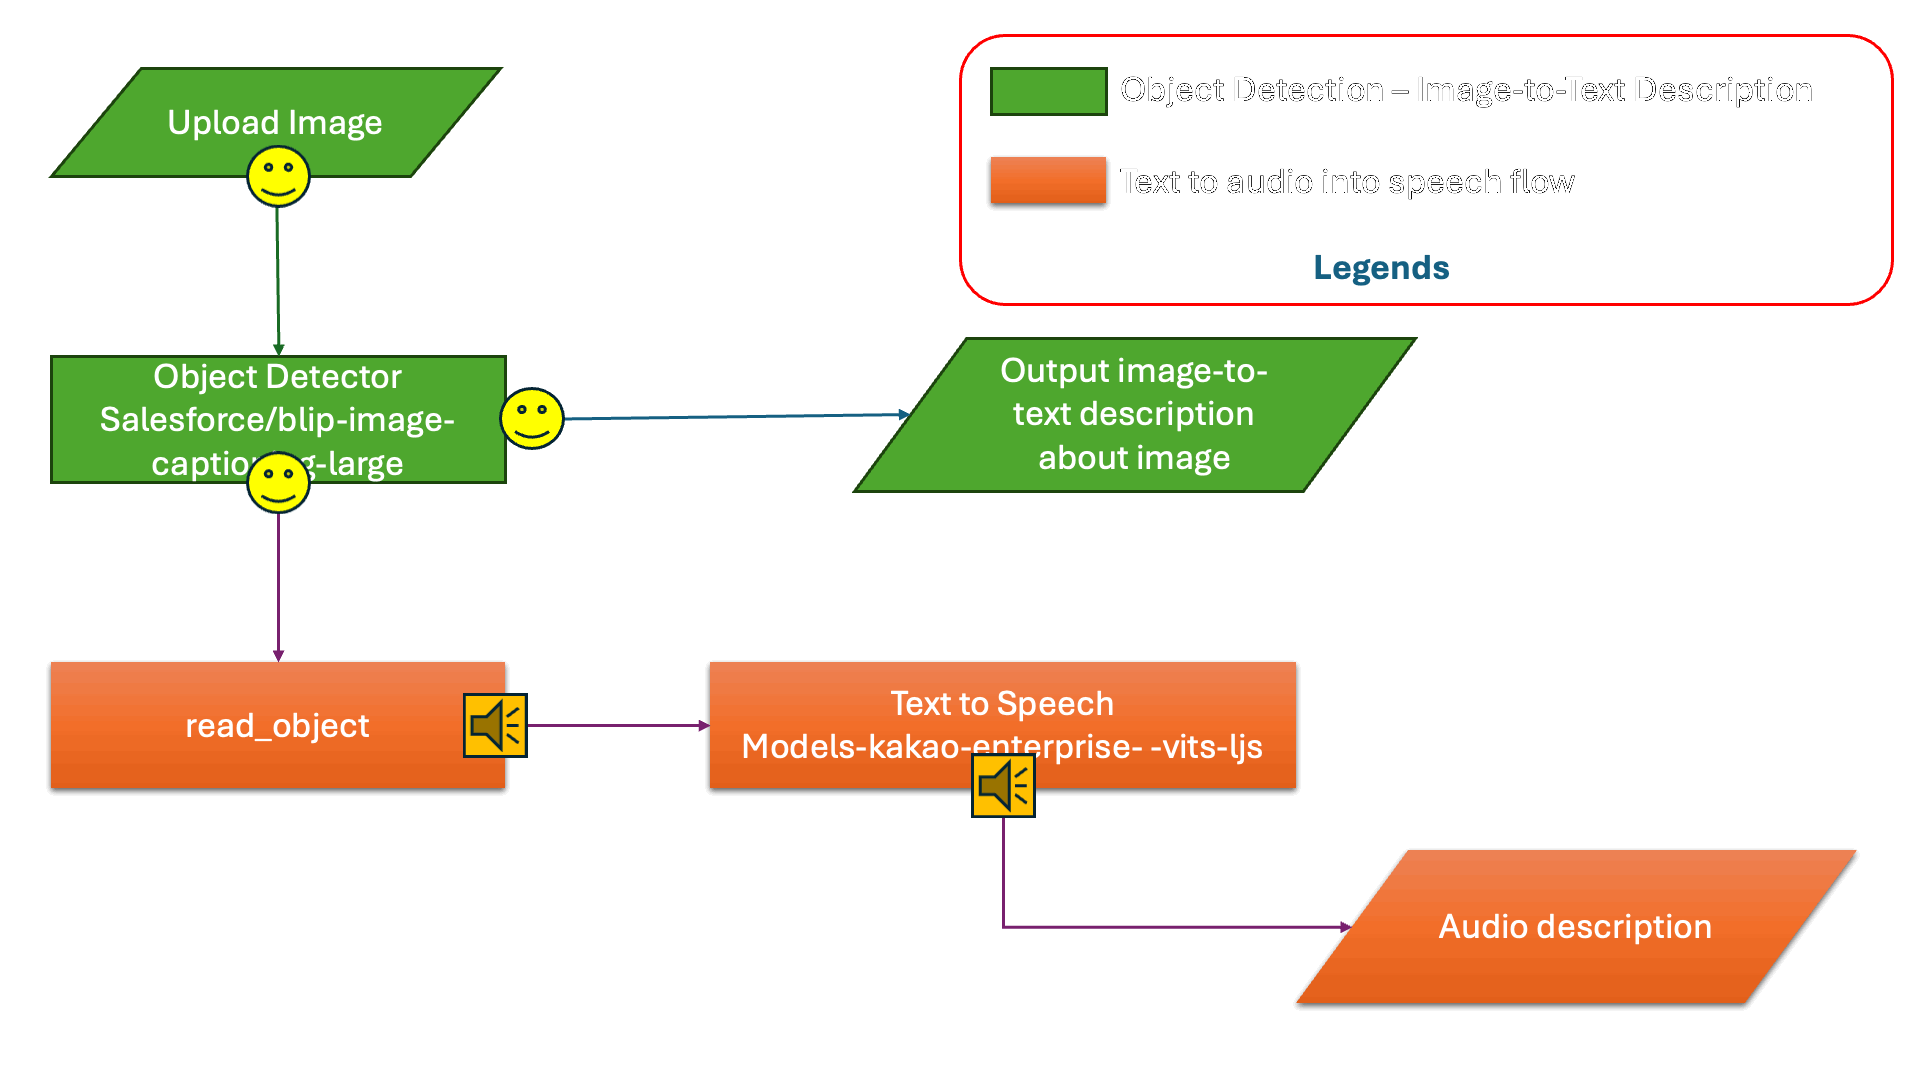 Upload Image
Object Detection – Image-to-Text Description
Text to audio into speech flow
Legends
Object Detector
Salesforce/blip-image-
-large
Output image-to-
text description
about image
read_object
Text to Speech
Models-kakao-enterprise- -vits-ljs
Audio description